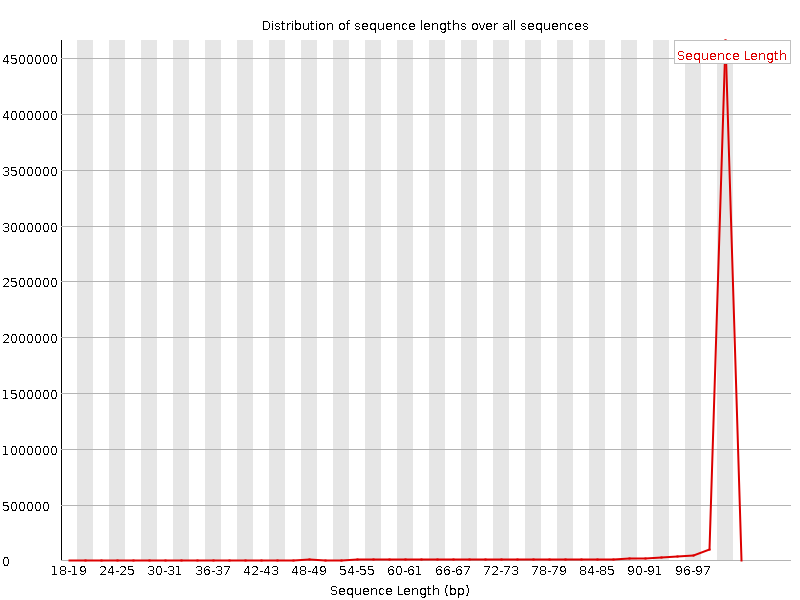 Distribution of sequence lengths over all sequences
Sequence Length
4500000
4000000
3500000
3000000
2500000
2000000
1500000
1000000
500000
0
18-19 24-25 30-31 36-37 42-43 48-49 54-55 60-61 66-67 72-73 78-79 84-85 90-91 96-97
Sequence Length (bp)